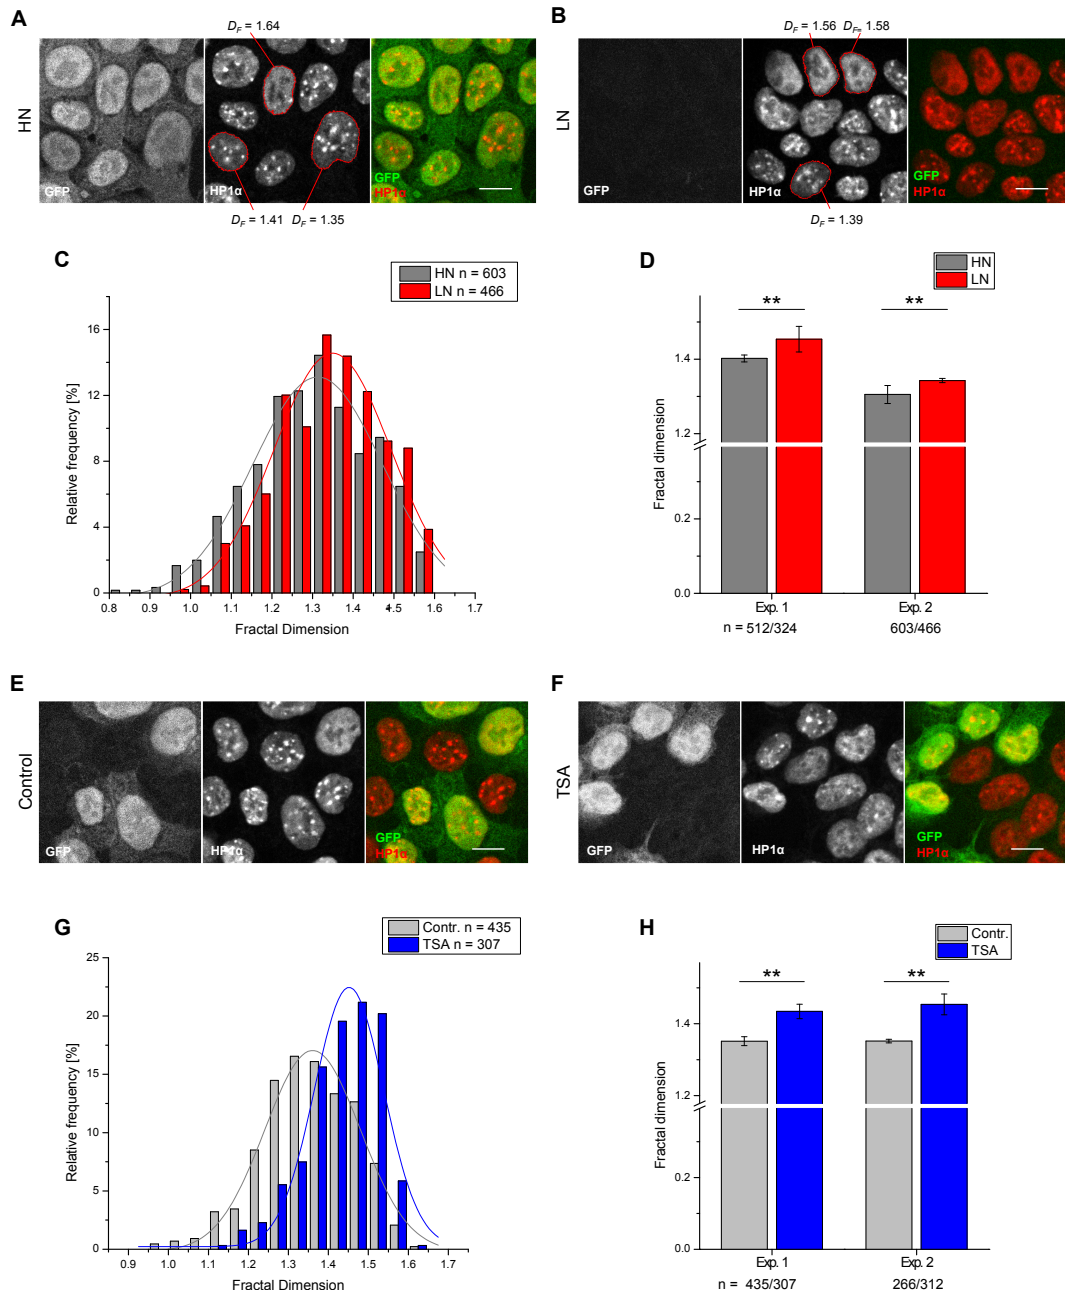 A
D_F = 1.64
HN
GFP
HP1α
GFP
HP1α
D_F = 1.41 D_F = 1.35
B
D_F = 1.56 D_F= 1.58
LN
GFP
HP1α
GFP
HP1α
D_F = 1.39
C
HN n = 603
LN n = 466
Relative frequency [%]
16
12
8
4
0
0.8 0.9 1.0 1.1 1.2 1.3 1.4 1.5 1.6 1.7
Fractal Dimension
D
HN
LN
** **
Fractal dimension
1.4
1.2
0.2
0.0
Exp. 1 Exp. 2
n = 512/324 603/466
E
Control
GFP
HP1α
GFP
HP1α
F
TSA
GFP
HP1α
GFP
HP1α
G
Contr. n = 435
TSA n = 307
Relative frequency [%]
25
20
15
10
5
0
0.9 1.0 1.1 1.2 1.3 1.4 1.5 1.6 1.7
Fractal Dimension
H
Contr.
TSA
** **
Fractal dimension
1.4
1.2
0.2
0.0
Exp. 1 Exp. 2
n = 435/307 266/312